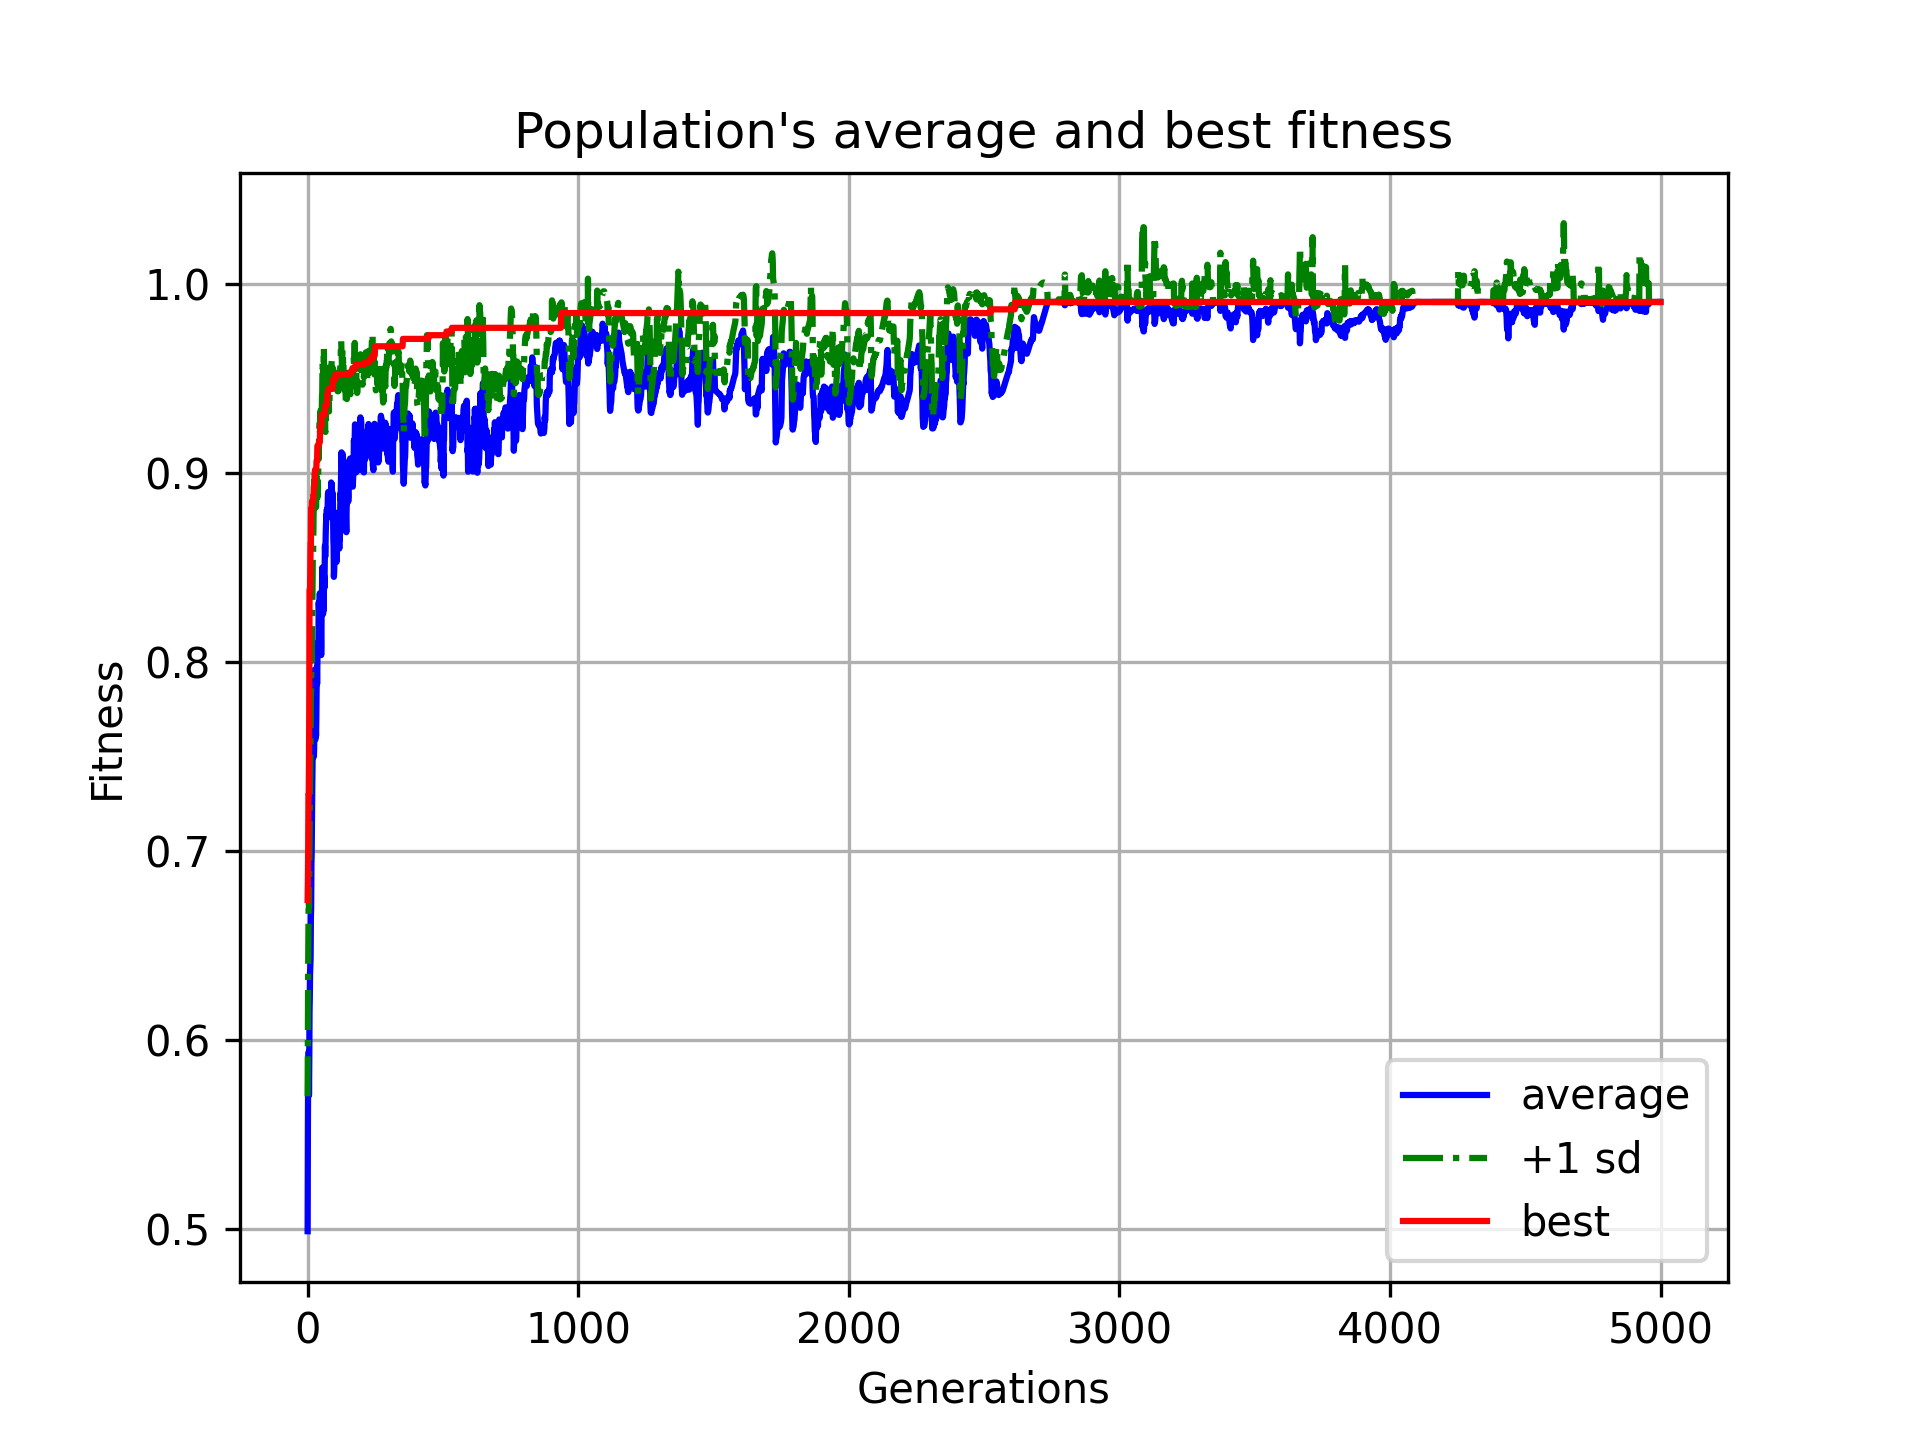 Population's average and best fitness
1.0
0.9
0.8
0.7
0.6
0.5
Fitness
average
+1 sd
best
0 1000 2000 3000 4000 5000
Generations